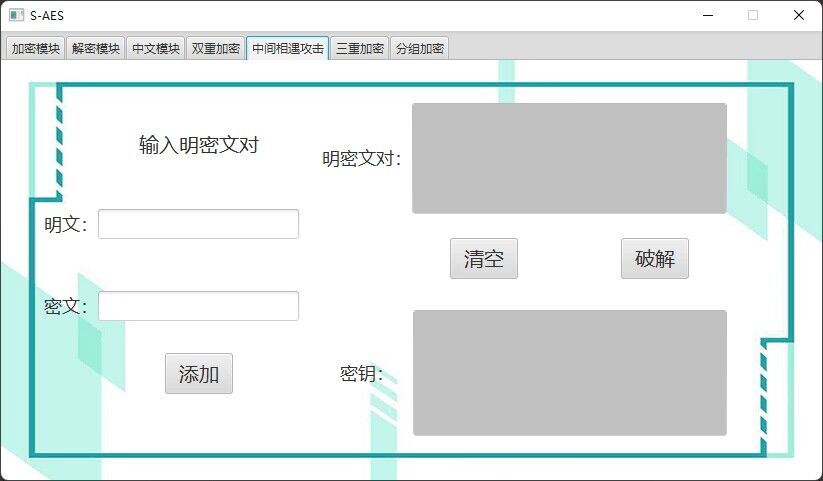 S-AES
加密模块 解密模块 中文模块 双重加密 中间相遇攻击 三重加密 分组加密
输入明密文对
明密文对：
明文：
清空 破解
密文：
添加
密钥：